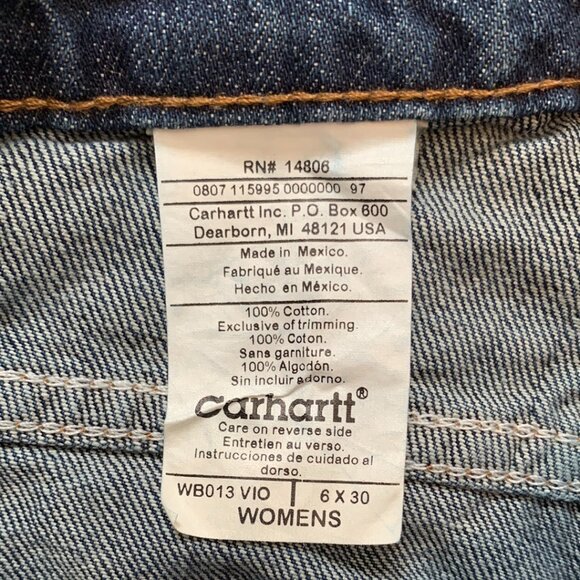 RN# 14806
0807 115995 0000000 97
Carhartt Inc. P.O. Box 600
Dearborn, MI 48121 USA
Made in Mexico.
Fabriqué au Mexique.
Hecho en México.
100% Cotton.
Exclusive of trimming.
100% Coton.
Sans garniture.
100% Algodón.
Sin incluir adorno.
carhartt®
Care on reverse side
Entretien au verso.
Instrucciones de cuidado al
dorso.
WB013 VIO | 6 X 30
WOMENS